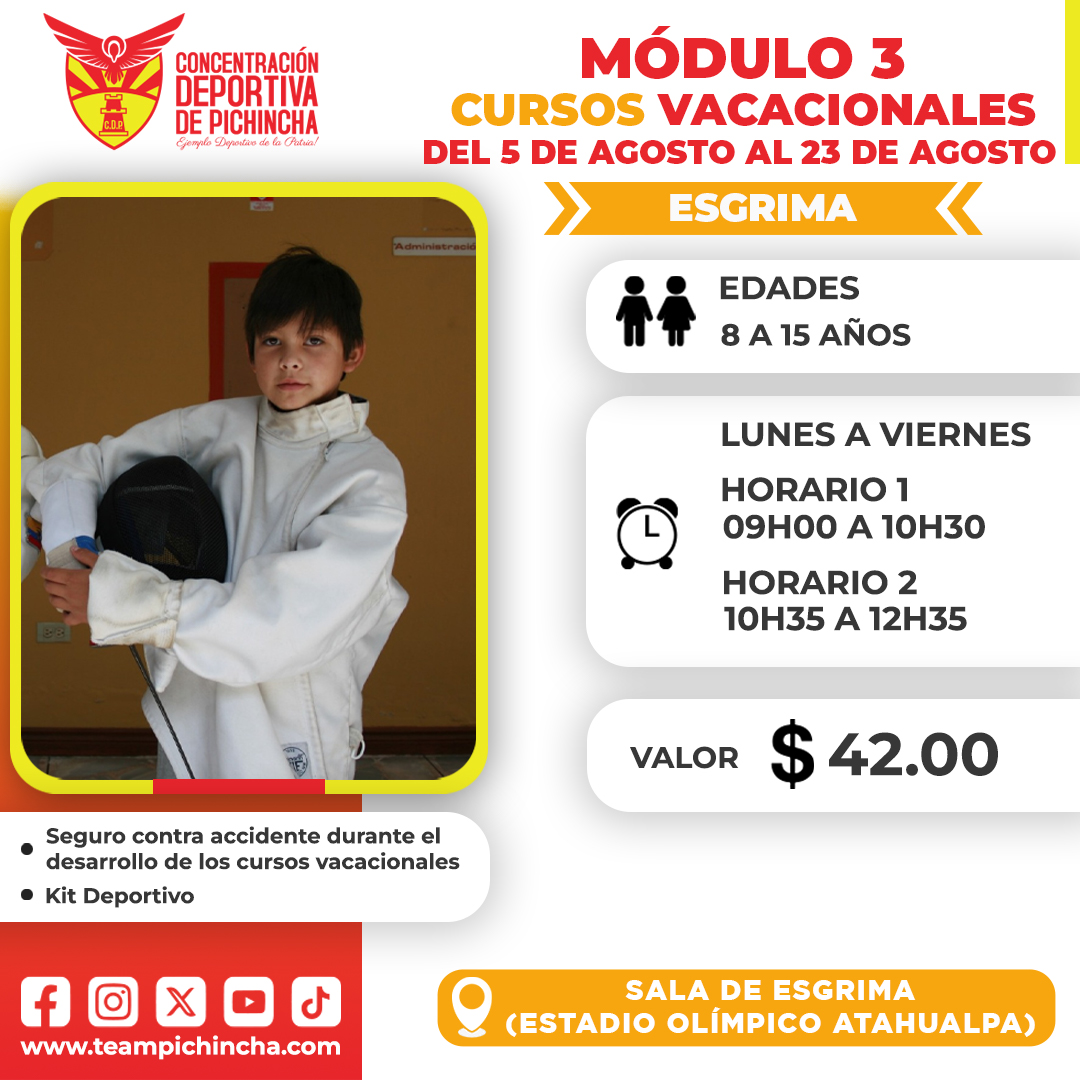 CONCENTRACIÓN
DEPORTIVA
DE PICHINCHA
Ejemplo Deportivo de la Patria!
C.D.P.
MÓDULO 3
CURSOS VACACIONALES
DEL 5 DE AGOSTO AL 23 DE AGOSTO
ESGRIMA
Administració
EDADES
8 A 15 AÑOS
LUNES A VIERNES
HORARIO 1
09H00 A 10H30
HORARIO 2
10H35 A 12H35
VALOR $ 42.00
Seguro contra accidente durante el
desarrollo de los cursos vacacionales
Kit Deportivo
www.teampichincha.com
SALA DE ESGRIMA
(ESTADIO OLÍMPICO ATAHUALPA)